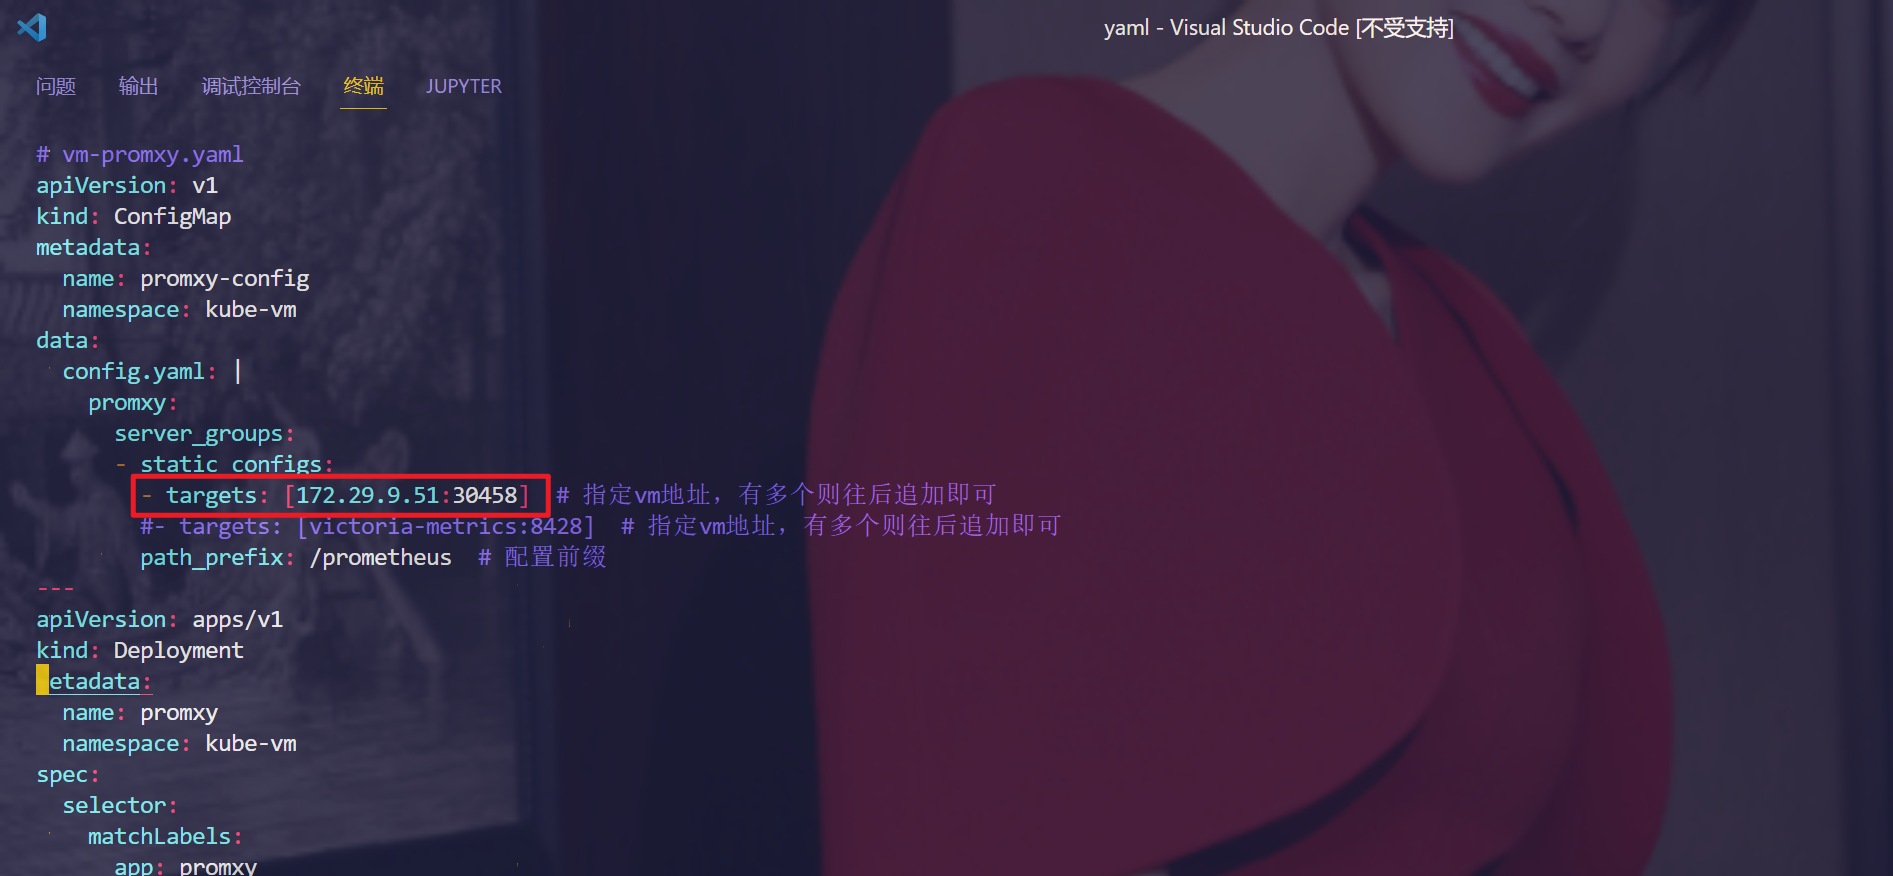 yaml - Visual Studio Code [不受支持]
问题 输出 调试控制台 终端 JUPYTER
# vm-promxy.yaml
apiVersion: v1
kind: ConfigMap
metadata:
  name: promxy-config
  namespace: kube-vm
data:
  config.yaml: |
    promxy:
      server_groups:
      - static_configs:
        - targets: [172.29.9.51:30458]  # 指定vm地址，有多个则往后追加即可
        #- targets: [victoria-metrics:8428]  # 指定vm地址，有多个则往后追加即可
        path_prefix: /prometheus  # 配置前缀
---
apiVersion: apps/v1
kind: Deployment
etadata:
  name: promxy
  namespace: kube-vm
spec:
  selector:
    matchLabels:
      app: promxy